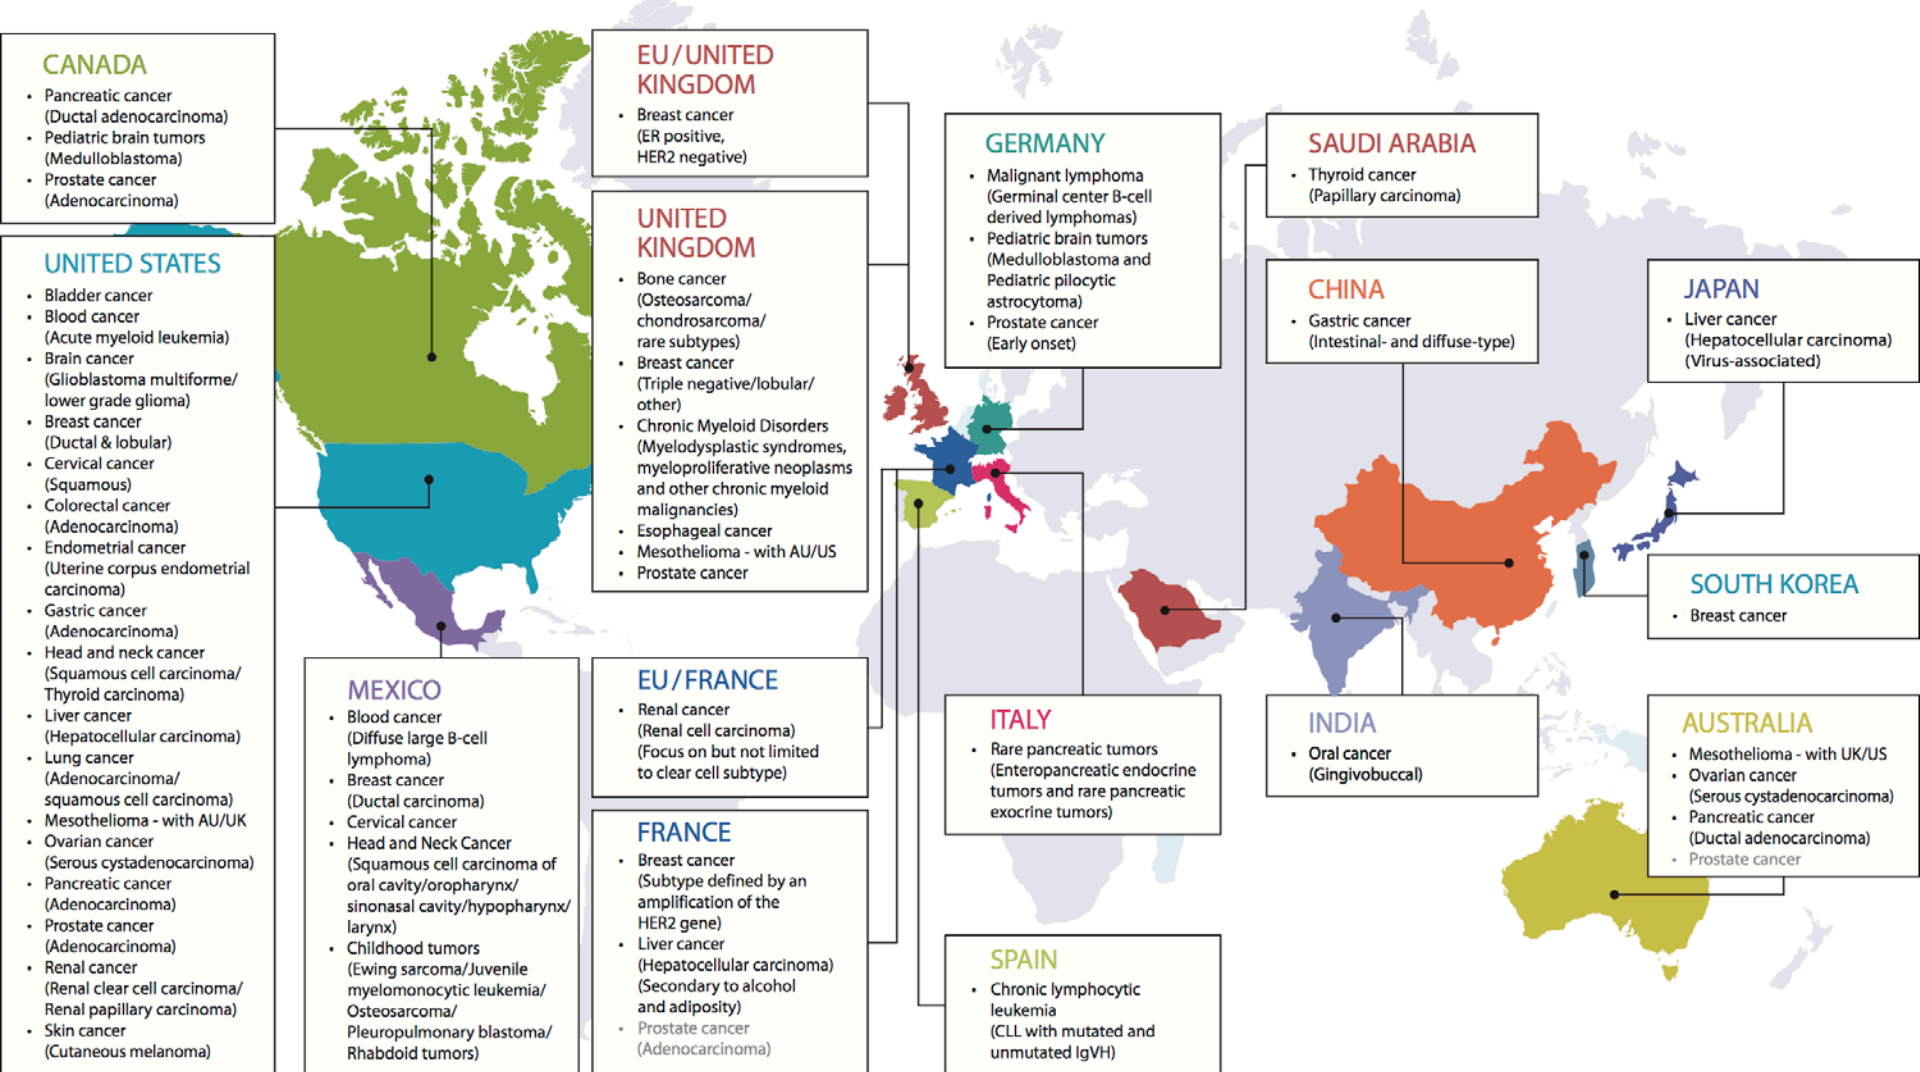 CANADA
• Pancreatic cancer
(Ductal adenocarcinoma)
• Pediatric brain tumors
(Medulloblastoma)
• Prostate cancer
(Adenocarcinoma)
UNITED STATES
• Bladder cancer
• Blood cancer
(Acute myeloid leukemia)
• Brain cancer
(Glioblastoma multiforme/
lower grade glioma)
• Breast cancer
(Ductal & lobular)
• Cervical cancer
(Squamous)
• Colorectal cancer
(Adenocarcinoma)
• Endometrial cancer
(Uterine corpus endometrial
carcinoma)
• Gastric cancer
(Adenocarcinoma)
• Head and neck cancer
(Squamous cell carcinoma/
Thyroid carcinoma)
• Liver cancer
(Hepatocellular carcinoma)
• Lung cancer
(Adenocarcinoma/
squamous cell carcinoma)
• Mesothelioma - with AU/UK
• Ovarian cancer
(Serous cystadenocarcinoma)
• Pancreatic cancer
(Adenocarcinoma)
• Prostate cancer
(Adenocarcinoma)
• Renal cancer
(Renal clear cell carcinoma/
Renal papillary carcinoma)
• Skin cancer
(Cutaneous melanoma)
MEXICO
• Blood cancer
(Diffuse large B-cell
lymphoma)
• Breast cancer
(Ductal carcinoma)
• Cervical cancer
• Head and Neck Cancer
(Squamous cell carcinoma of
oral cavity/oropharynx/
sinonasal cavity/hypopharynx/
larynx)
• Childhood tumors
(Ewing sarcoma/Juvenile
myelomonocytic leukemia/
Osteosarcoma/
Pleuropulmonary blastoma/
Rhabdoid tumors)
EU/UNITED
KINGDOM
• Breast cancer
(ER positive,
HER2 negative)
UNITED
KINGDOM
• Bone cancer
(Osteosarcoma/
chondrosarcoma/
rare subtypes)
• Breast cancer
(Triple negative/lobular/
other)
• Chronic Myeloid Disorders
(Myelodysplastic syndromes,
myeloproliferative neoplasms
and other chronic myeloid
malignancies)
• Esophageal cancer
• Mesothelioma - with AU/US
• Prostate cancer
EU/FRANCE
• Renal cancer
(Renal cell carcinoma)
(Focus on but not limited
to clear cell subtype)
FRANCE
• Breast cancer
(Subtype defined by an
amplification of the
HER2 gene)
• Liver cancer
(Hepatocellular carcinoma)
(Secondary to alcohol
and adiposity)
• Prostate cancer
(Adenocarcinoma)
GERMANY
• Malignant lymphoma
(Germinal center B-cell
derived lymphomas)
• Pediatric brain tumors
(Medulloblastoma and
Pediatric pilocytic
astrocytoma)
• Prostate cancer
(Early onset)
ITALY
• Rare pancreatic tumors
(Enteropancreatic endocrine
tumors and rare pancreatic
exocrine tumors)
SPAIN
• Chronic lymphocytic
leukemia
(CLL with mutated and
unmutated IgVH)
SAUDI ARABIA
• Thyroid cancer
(Papillary carcinoma)
CHINA
• Gastric cancer
(Intestinal- and diffuse-type)
INDIA
• Oral cancer
(Gingivobuccal)
JAPAN
• Liver cancer
(Hepatocellular carcinoma)
(Virus-associated)
SOUTH KOREA
• Breast cancer
AUSTRALIA
• Mesothelioma - with UK/US
• Ovarian cancer
(Serous cystadenocarcinoma)
• Pancreatic cancer
(Ductal adenocarcinoma)
• Prostate cancer